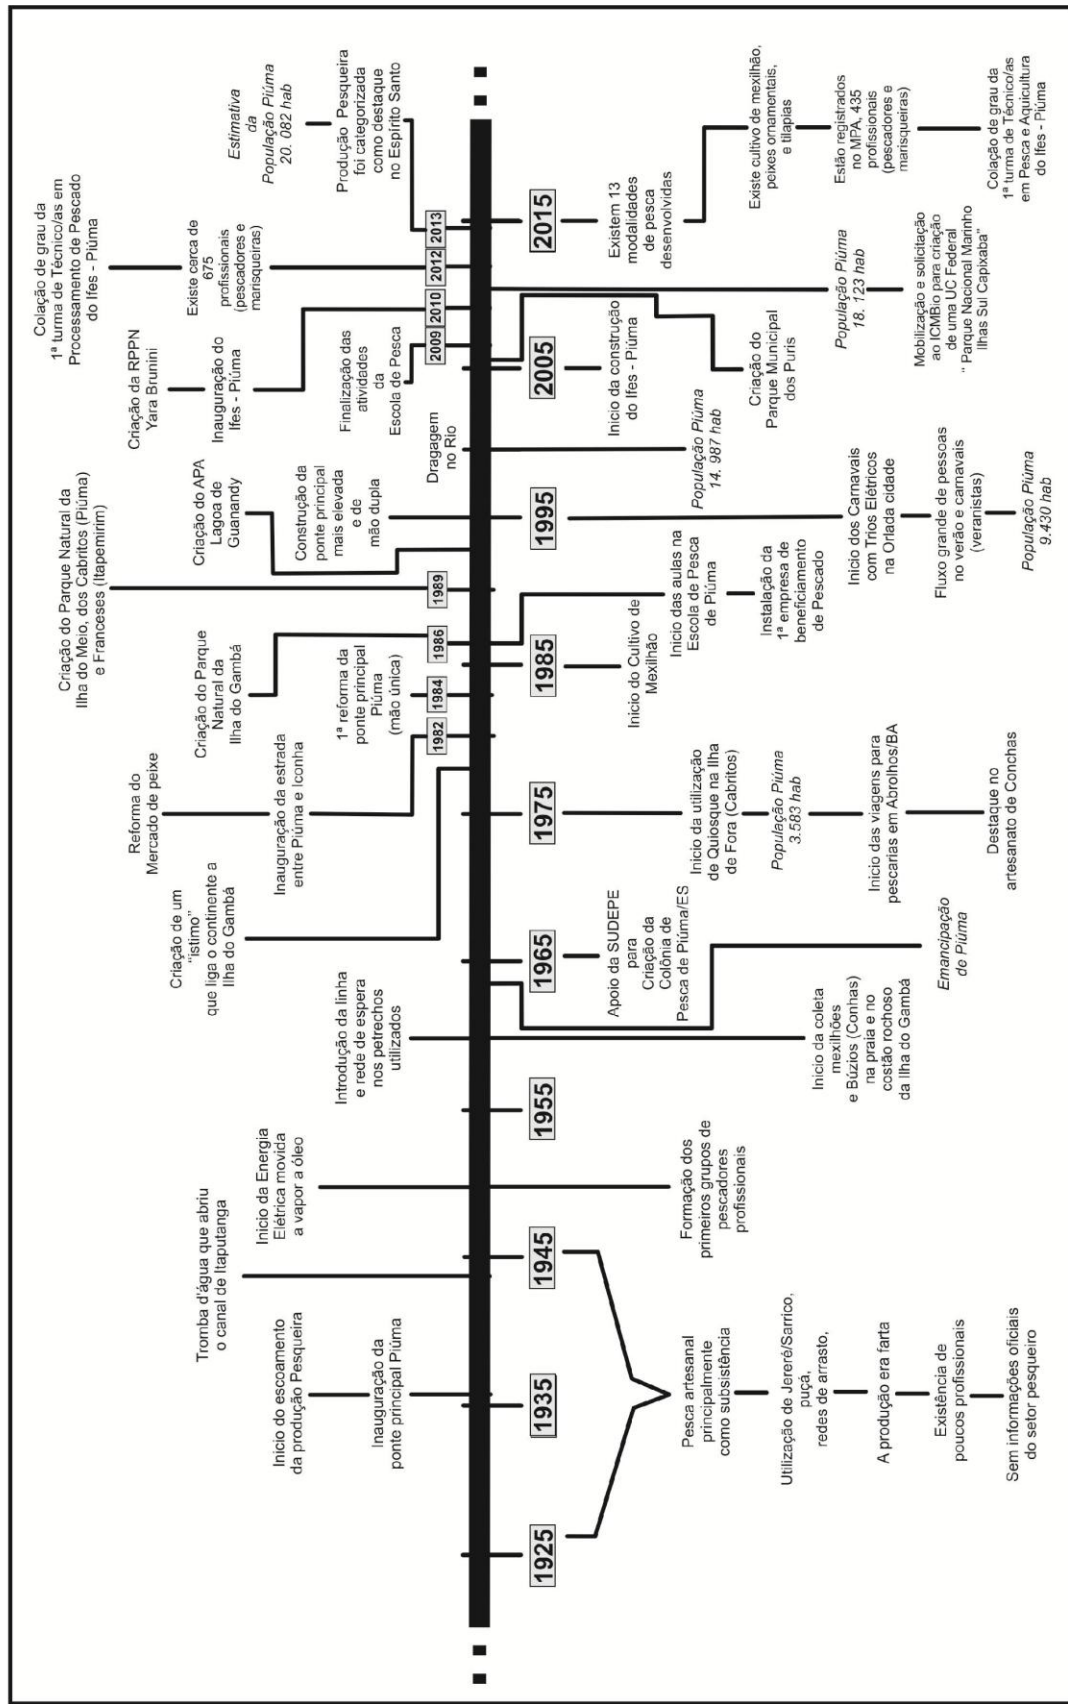 Inicio do escoamento
da produção Pesqueira
Inauguração da
ponte principal Piúma
Tromba d'água que abriu
o canal de Itaputanga
Inicio da Energia
Elétrica movida
a vapor a óleo
Introdução da linha
e rede de espera
nos petrechos
utilizados
Criação de um
"istimo"
que liga o continente a
Ilha do Gambá
Reforma do
Mercado de peixe
Inauguração da estrada
entre Piúma e Iconha
1982
1ª reforma da
ponte principal
Piúma
(mão única)
1984
Criação do Parque
Natural da
Ilha do Gambá
1986
Criação do Parque Natural da
Ilha do Meio, dos Cabritos (Piúma)
e Franceses (Itapemirim)
1989
Criação do APA
Lagoa de
Guanandy
Construção da
ponte principal
mais elevada
e de
mão dupla
Dragagem
no Rio
Finalização das
atividades
da
Escola de Pesca
2009
Criação da RPPN
Yara Brunini
Inauguração do
Ifes - Piúma
2010
Colação de grau da
1ª turma de Técnico/as em
Processamento de Pescado
do Ifes - Piúma
Existe cerca de
675
profissionais
(pescadores e
marisqueiras)
2012
Estimativa
da
População Piúma
20. 082 hab
Produção Pesqueira
foi categorizada
como destaque
no Espírito Santo
2013
1925
1935
1945
Pesca artesanal
principalmente
como subsistência
Utilização de Jereré/Sarrico,
puçá,
redes de arrasto,
A produção era farta
Existência de
poucos profissionais
Sem informações oficiais
do setor pesqueiro
Formação dos
primeiros grupos de
pescadores
profissionais
1955
Inicio da coleta
mexilhões
e Búzios (Conhas)
na praia e no
costão rochoso
da Ilha do Gambá
Emancipação
de Piúma
1965
Apoio da SUDEPE
para
Criação da
Colônia de
Pesca de Piúma/ES
1975
Inicio da utilização
de Quiosque na Ilha
de Fora (Cabritos)
População Piúma
3.583 hab
Inicio das viagens para
pescarias em Abrolhos/BA
Destaque no
artesanato de Conchas
1985
Inicio do Cultivo de
Mexilhão
Inicio das aulas na
Escola de Pesca
de Piúma
Instalação da
1ª empresa de
beneficiamento
de Pescado
1995
Inicio dos Carnavais
com Trios Elétricos
na Orlada cidade
Fluxo grande de pessoas
no verão e carnavais
(veranistas)
População Piúma
9.430 hab
População Piúma
14. 987 hab
2005
Inicio da construção
do Ifes - Piúma
Criação do
Parque Municipal
dos Puris
População Piúma
18. 123 hab
Mobilização e solicitação
ao ICMBio para criação
de uma UC Federal
" Parque Nacional Marinho
Ilhas Sul Capixaba"
2015
Existem 13
modalidades
de pesca
desenvolvidas
Existe cultivo de mexilhão,
peixes ornamentais,
e tilapias
Estão registrados
no MPA, 435
profissionais
(pescadores e
marisqueiras)
Colação de grau da
1ª turma de Técnico/as
em Pesca e Aquicultura
do Ifes - Piúma